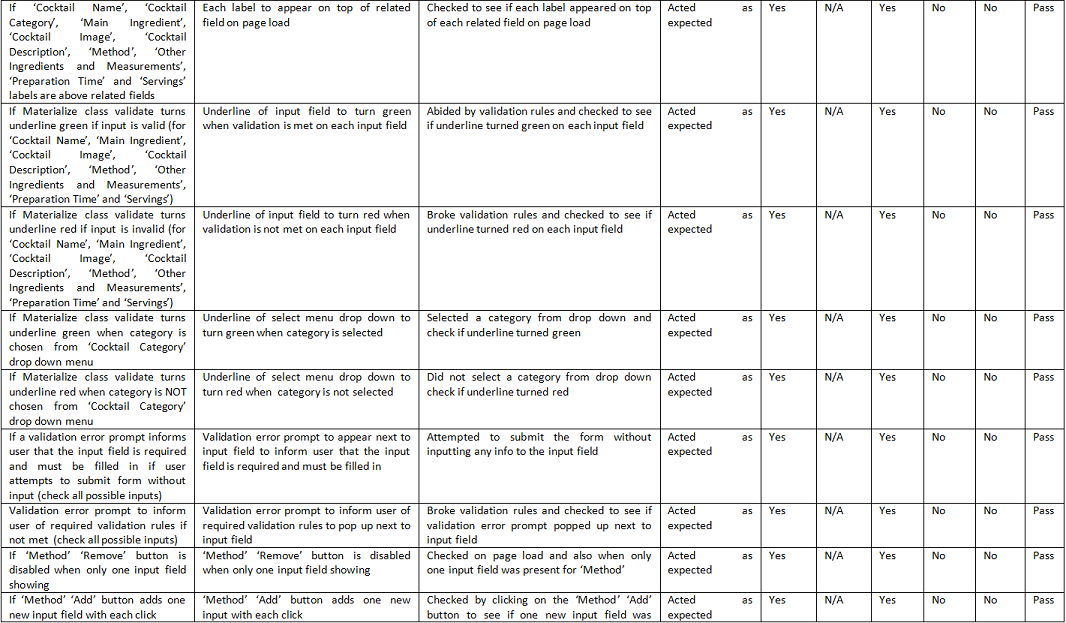 If 'Cocktail Name', 'Cocktail
Category', 'Main Ingredient',
'Cocktail Image', 'Cocktail
Description', 'Method', 'Other
Ingredients and Measurements',
'Preparation Time' and 'Servings'
labels are above related fields
Each label to appear on top of related
field on page load
Checked to see if each label appeared on top
of each related field on page load
Acted as
expected
Yes
N/A
Yes
No
No
Pass
If Materialize class validate turns
underline green if input is valid (for
'Cocktail Name', 'Main Ingredient',
'Cocktail Image', 'Cocktail
Description', 'Method', 'Other
Ingredients and Measurements',
'Preparation Time' and 'Servings')
Underline of input field to turn green
when validation is met on each input field
Abided by validation rules and checked to see
if underline turned green on each input field
Acted as
expected
Yes
N/A
Yes
No
No
Pass
If Materialize class validate turns
underline red if input is invalid (for
'Cocktail Name', 'Main Ingredient',
'Cocktail Image', 'Cocktail
Description', 'Method', 'Other
Ingredients and Measurements',
'Preparation Time' and 'Servings')
Underline of input field to turn red when
validation is not met on each input field
Broke validation rules and checked to see if
underline turned red on each input field
Acted as
expected
Yes
N/A
Yes
No
No
Pass
If Materialize class validate turns
underline green when category is
chosen from 'Cocktail Category'
drop down menu
Underline of select menu drop down to
turn green when category is selected
Selected a category from drop down and
check if underline turned green
Acted as
expected
Yes
N/A
Yes
No
No
Pass
If Materialize class validate turns
underline red when category is NOT
chosen from 'Cocktail Category'
drop down menu
Underline of select menu drop down to
turn red when category is not selected
Did not select a category from drop down
check if underline turned red
Acted as
expected
Yes
N/A
Yes
No
No
Pass
If a validation error prompt informs
user that the input field is required
and must be filled in if user
attempts to submit form without
input (check all possible inputs)
Validation error prompt to appear next to
input field to inform user that the input
field is required and must be filled in
Attempted to submit the form without
inputting any info to the input field
Acted as
expected
Yes
N/A
Yes
No
No
Pass
Validation error prompt to inform
user of required validation rules if
not met (check all possible inputs)
Validation error prompt to inform user of
required validation rules to pop up next to
input field
Broke validation rules and checked to see if
validation error prompt popped up next to
input field
Acted as
expected
Yes
N/A
Yes
No
No
Pass
If 'Method' 'Remove' button is
disabled when only one input field
showing
'Method' 'Remove' button is disabled
when only one input field showing
Checked on page load and also when only
one input field was present for 'Method'
Acted as
expected
Yes
N/A
Yes
No
No
Pass
If 'Method' 'Add' button adds one
new input field with each click
'Method' 'Add' button adds one new
input with each click
Checked by clicking on the 'Method' 'Add'
button to see if one new input field was
Acted as
expected
Yes
N/A
Yes
No
No
Pass